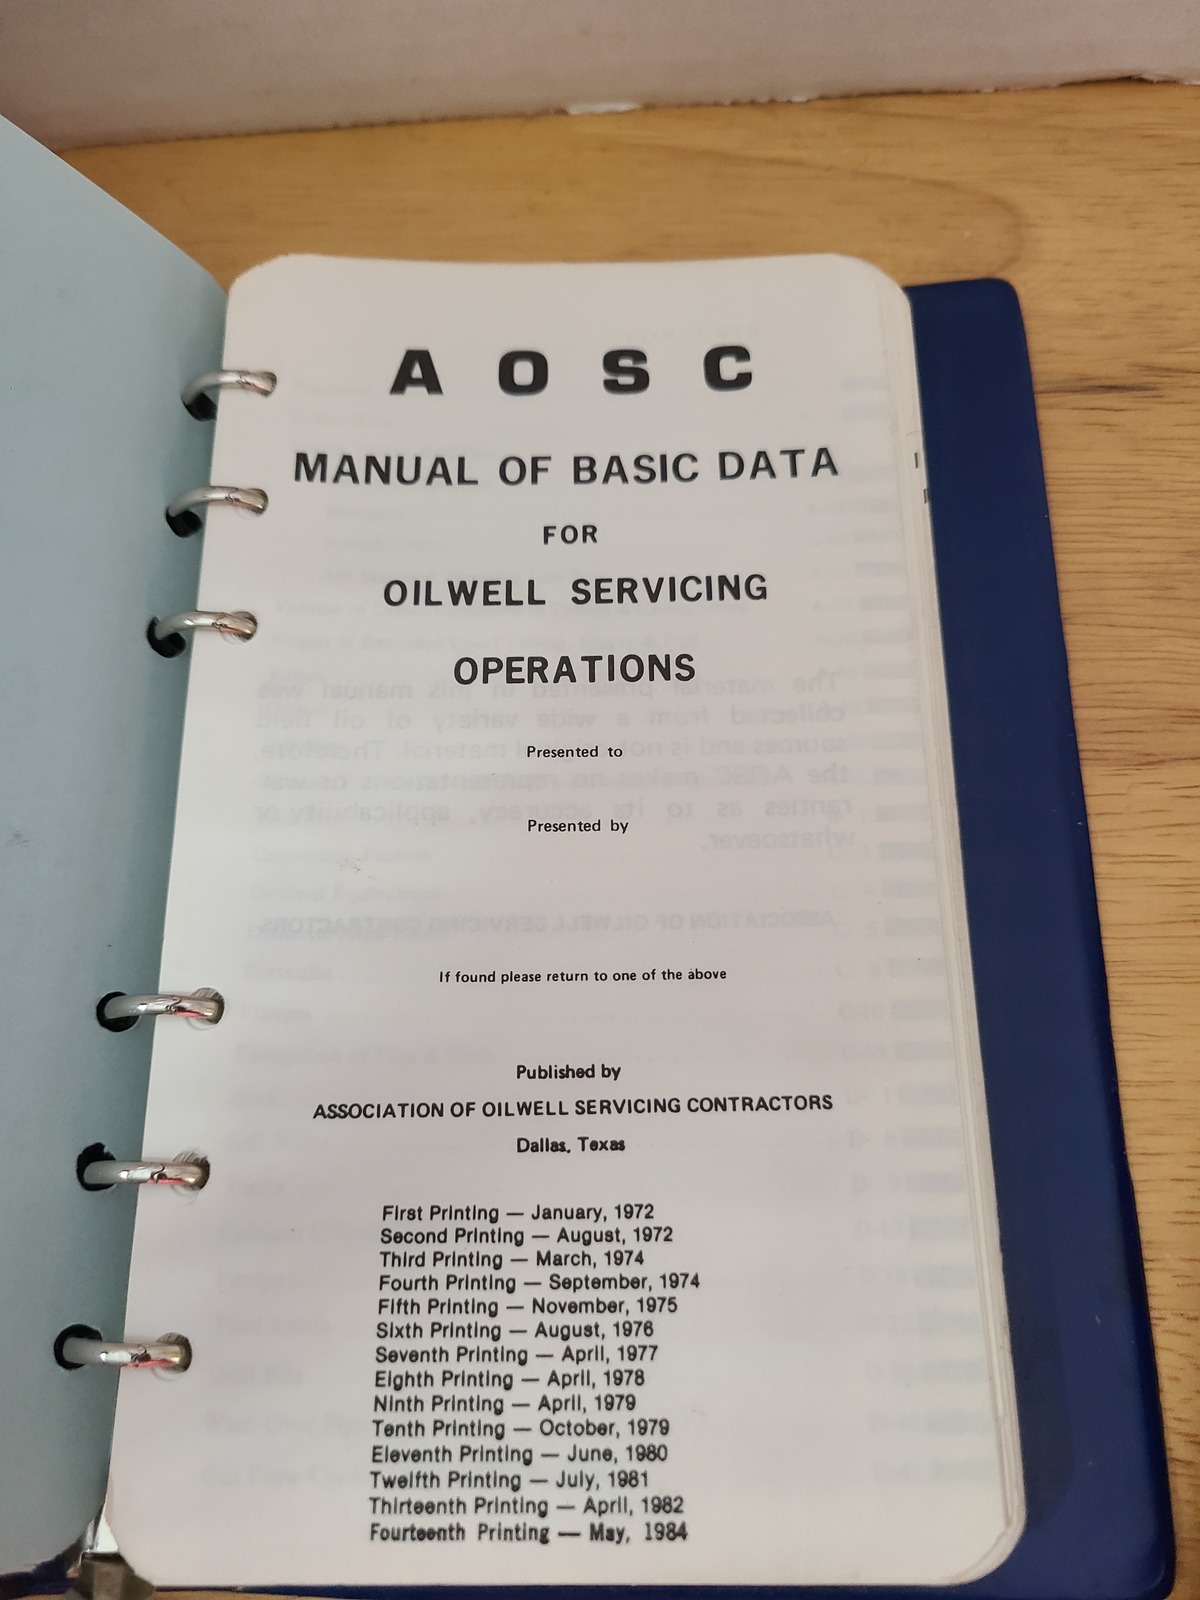 A O S C
MANUAL OF BASIC DATA
FOR
OILWELL SERVICING
OPERATIONS
Presented to
Presented by
If found please return to one of the above
Published by
ASSOCIATION OF OILWELL SERVICING CONTRACTORS
Dallas, Texas
First Printing — January, 1972
Second Printing — August, 1972
Third Printing — March, 1974
Fourth Printing — September, 1974
Fifth Printing — November, 1975
Sixth Printing — August, 1976
Seventh Printing — April, 1977
Eighth Printing — April, 1978
Ninth Printing — April, 1979
Tenth Printing — October, 1979
Eleventh Printing — June, 1980
Twelfth Printing — July, 1981
Thirteenth Printing — April, 1982
Fourteenth Printing — May, 1984